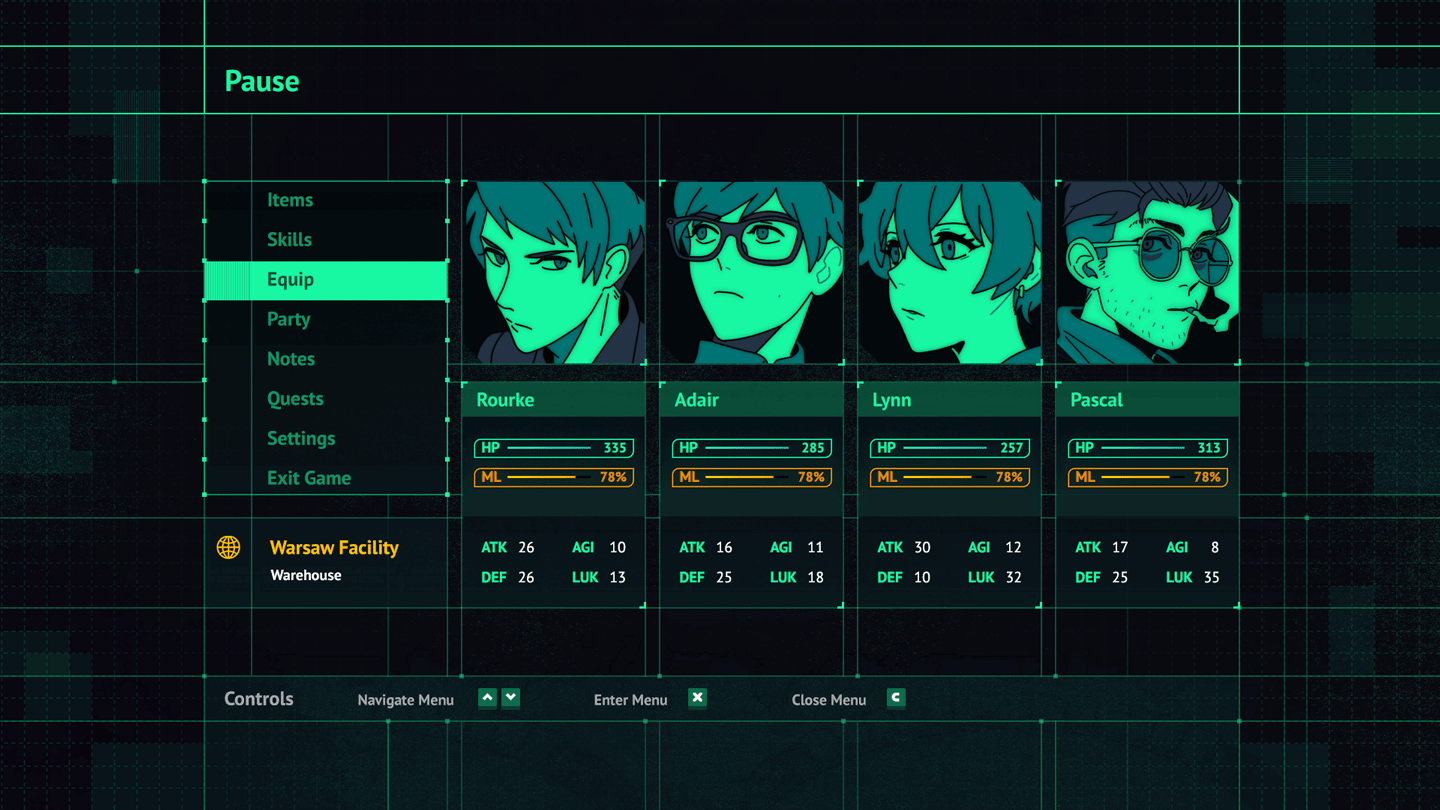 Pause
Items
Skills
Equip
Party
Notes
Quests
Settings
Exit Game
Warsaw Facility
Warehouse
Rourke
HP 335
ML 78%
ATK 26 AGI 10
DEF 26 LUK 13
Adair
HP 285
ML 78%
ATK 16 AGI 11
DEF 25 LUK 18
Lynn
HP 257
ML 78%
ATK 30 AGI 12
DEF 10 LUK 32
Pascal
HP 313
ML 78%
ATK 17 AGI 8
DEF 25 LUK 35
Controls Navigate Menu Enter Menu X Close Menu C